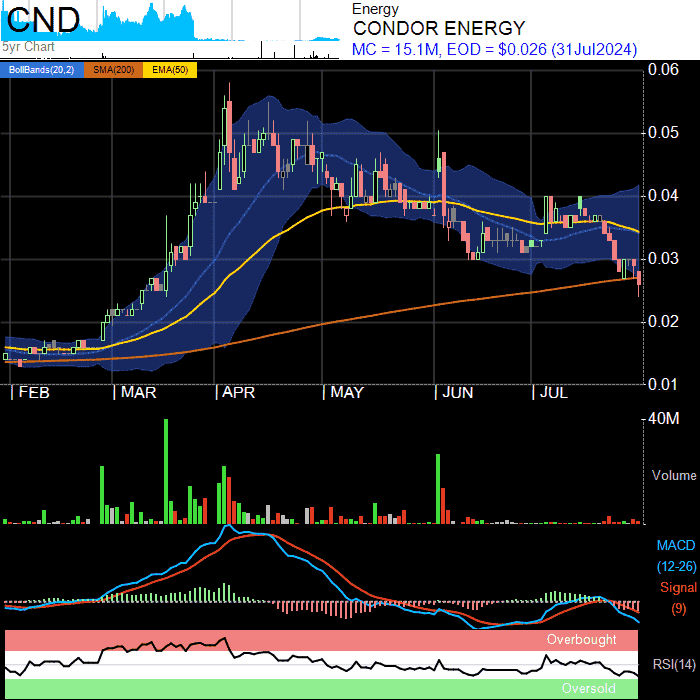 CND
5yr Chart
Energy
CONDOR ENERGY
MC = 15.1M, EOD = $0.026 (31Jul2024)
BollBands(20,2) SMA(200) EMA(50)
0.06
0.05
0.04
0.03
0.02
0.01
| FEB | MAR | APR | MAY | JUN | JUL
40M
Volume
MACD
(12-26)
Signal
(9)
Overbought
RSI(14)
Oversold